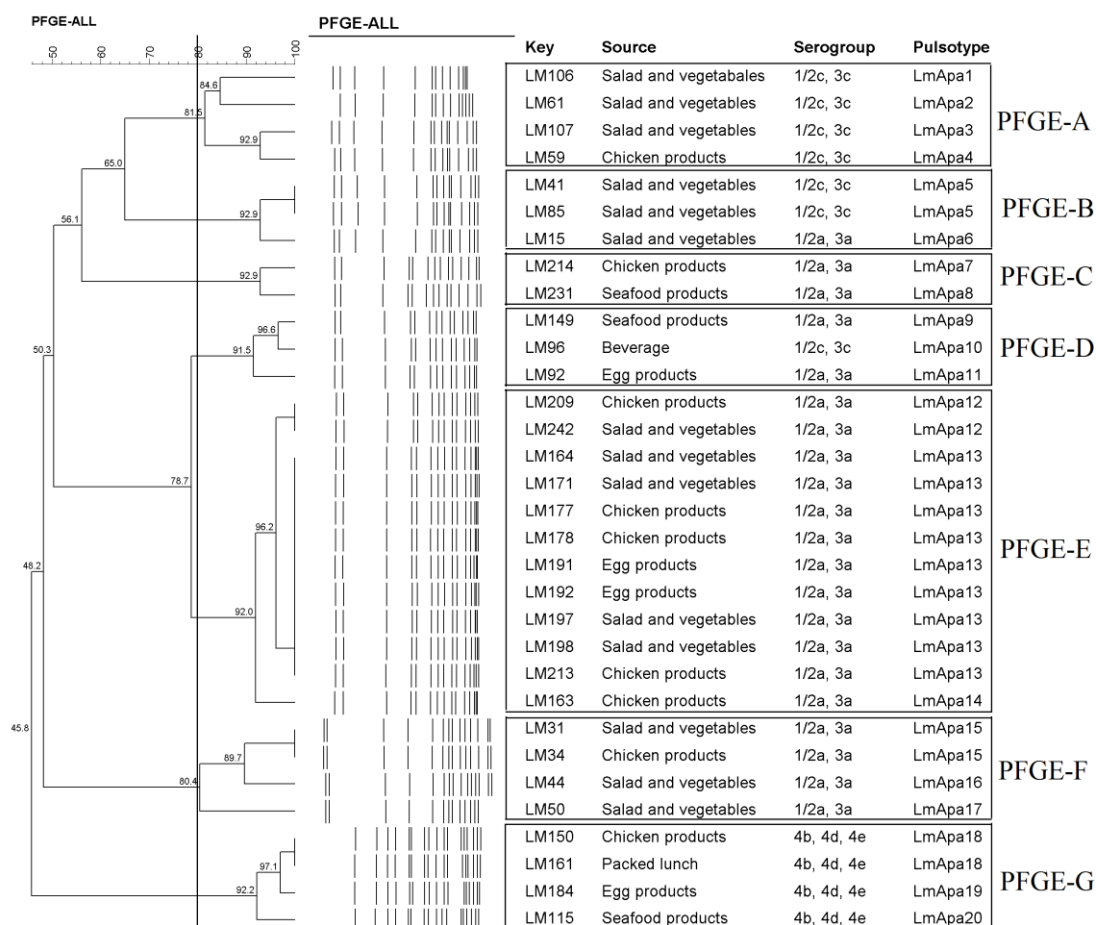 PFGE-ALL
PFGE-ALL
50 60 70 80 90 100
Key Source Serogroup Pulsotype
LM106 Salad and vegetabales 1/2c, 3c LmApa1
84.6
LM61 Salad and vegetables 1/2c, 3c LmApa2
81.5
PFGE-A
LM107 Salad and vegetables 1/2c, 3c LmApa3
92.9
LM59 Chicken products 1/2c, 3c LmApa4
65.0
LM41 Salad and vegetables 1/2c, 3c LmApa5
LM85 Salad and vegetables 1/2c, 3c LmApa5
PFGE-B
92.9
56.1
LM15 Salad and vegetables 1/2a, 3a LmApa6
LM214 Chicken products 1/2a, 3a LmApa7
92.9
PFGE-C
LM231 Seafood products 1/2a, 3a LmApa8
LM149 Seafood products 1/2a, 3a LmApa9
96.6
50.3
91.5
LM96 Beverage 1/2c, 3c LmApa10
PFGE-D
LM92 Egg products 1/2a, 3a LmApa11
LM209 Chicken products 1/2a, 3a LmApa12
LM242 Salad and vegetables 1/2a, 3a LmApa12
LM164 Salad and vegetables 1/2a, 3a LmApa13
78.7
LM171 Salad and vegetables 1/2a, 3a LmApa13
LM177 Chicken products 1/2a, 3a LmApa13
96.2
LM178 Chicken products 1/2a, 3a LmApa13
PFGE-E
48.2
LM191 Egg products 1/2a, 3a LmApa13
LM192 Egg products 1/2a, 3a LmApa13
92.0
LM197 Salad and vegetables 1/2a, 3a LmApa13
LM198 Salad and vegetables 1/2a, 3a LmApa13
LM213 Chicken products 1/2a, 3a LmApa13
LM163 Chicken products 1/2a, 3a LmApa14
45.8
LM31 Salad and vegetables 1/2a, 3a LmApa15
89.7
LM34 Chicken products 1/2a, 3a LmApa15
PFGE-F
80.4
LM44 Salad and vegetables 1/2a, 3a LmApa16
LM50 Salad and vegetables 1/2a, 3a LmApa17
LM150 Chicken products 4b, 4d, 4e LmApa18
97.1
LM161 Packed lunch 4b, 4d, 4e LmApa18
PFGE-G
92.2
LM184 Egg products 4b, 4d, 4e LmApa19
LM115 Seafood products 4b, 4d, 4e LmApa20